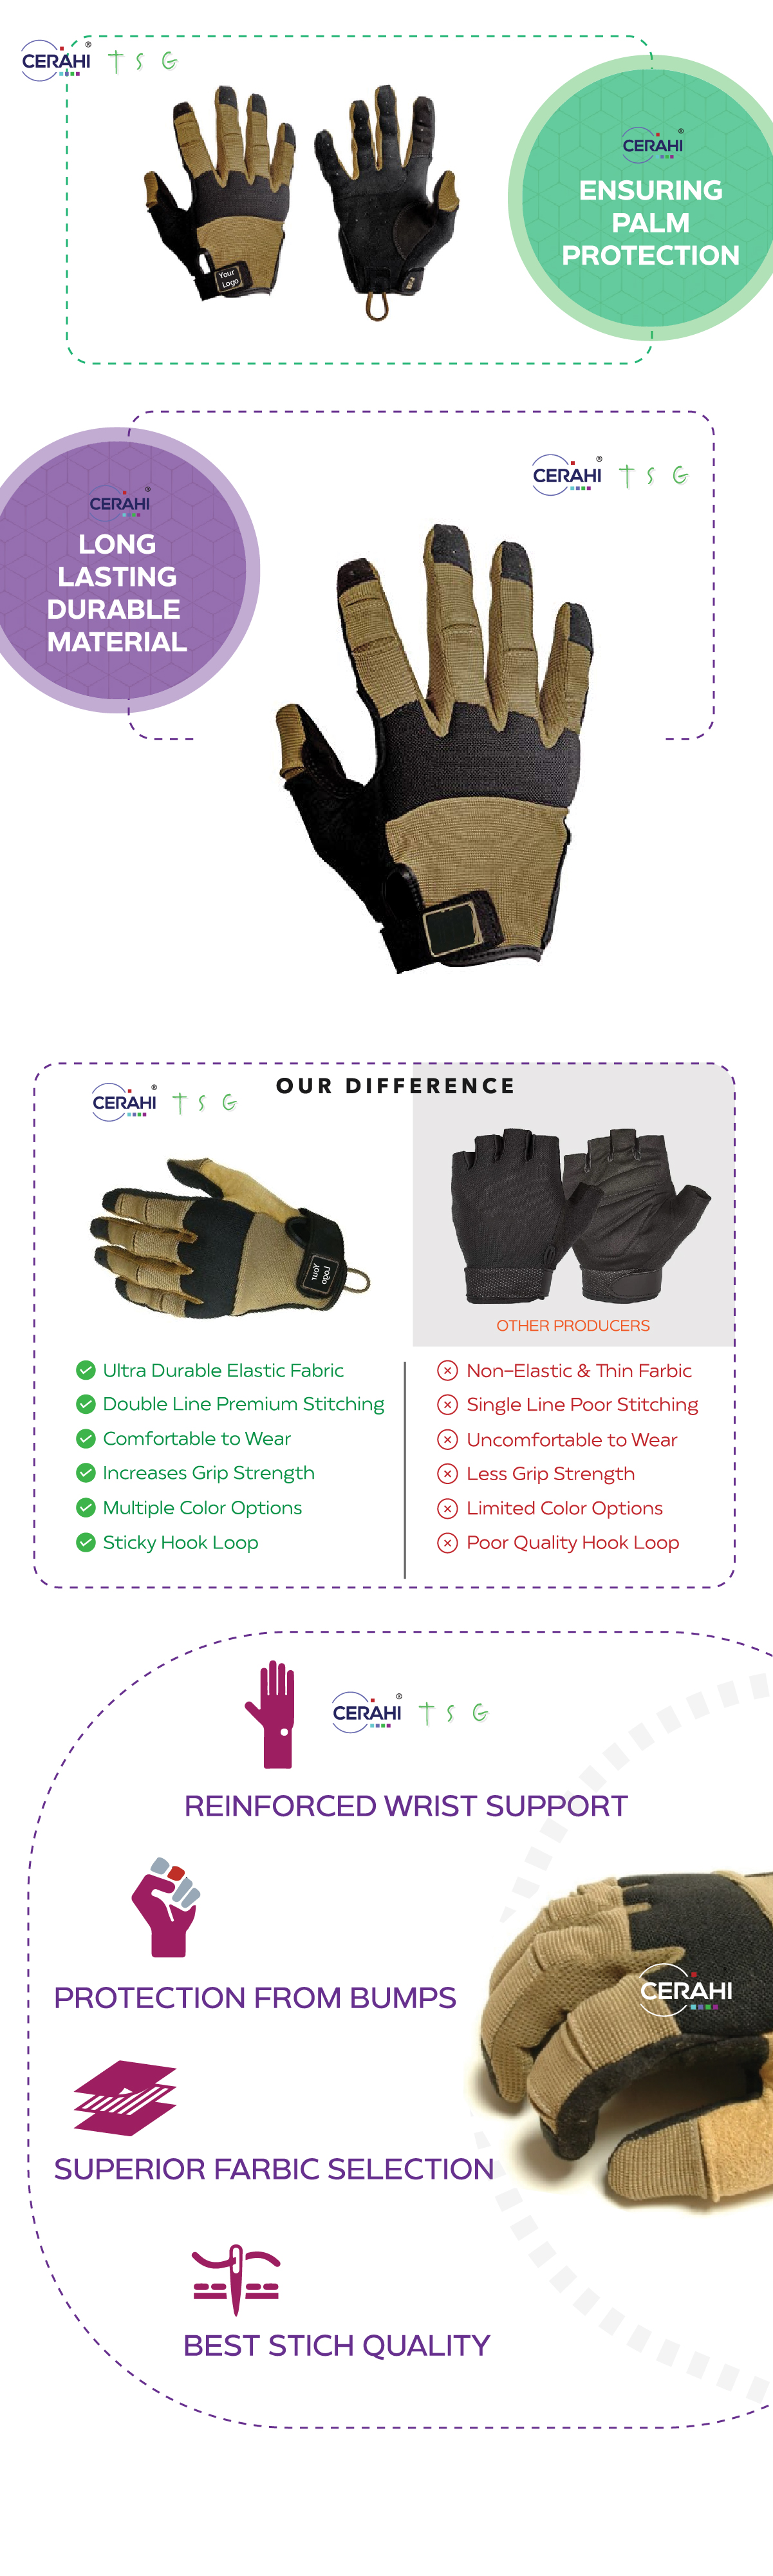 CERAHI ®
TSG
CERAHI ®
ENSURING
PALM
PROTECTION
Your
Logo
CERAHI ®
LONG
LASTING
DURABLE
MATERIAL
CERAHI ®
TSG
OUR DIFFERENCE
CERAHI ®
TSG
Your
Logo
OTHER PRODUCERS
Ultra Durable Elastic Fabric
Double Line Premium Stitching
Comfortable to Wear
Increases Grip Strength
Multiple Color Options
Sticky Hook Loop
Non-Elastic & Thin Farbic
Single Line Poor Stitching
Uncomfortable to Wear
Less Grip Strength
Limited Color Options
Poor Quality Hook Loop
CERAHI ®
TSG
REINFORCED WRIST SUPPORT
PROTECTION FROM BUMPS
CERAHI
SUPERIOR FARBIC SELECTION
BEST STICH QUALITY